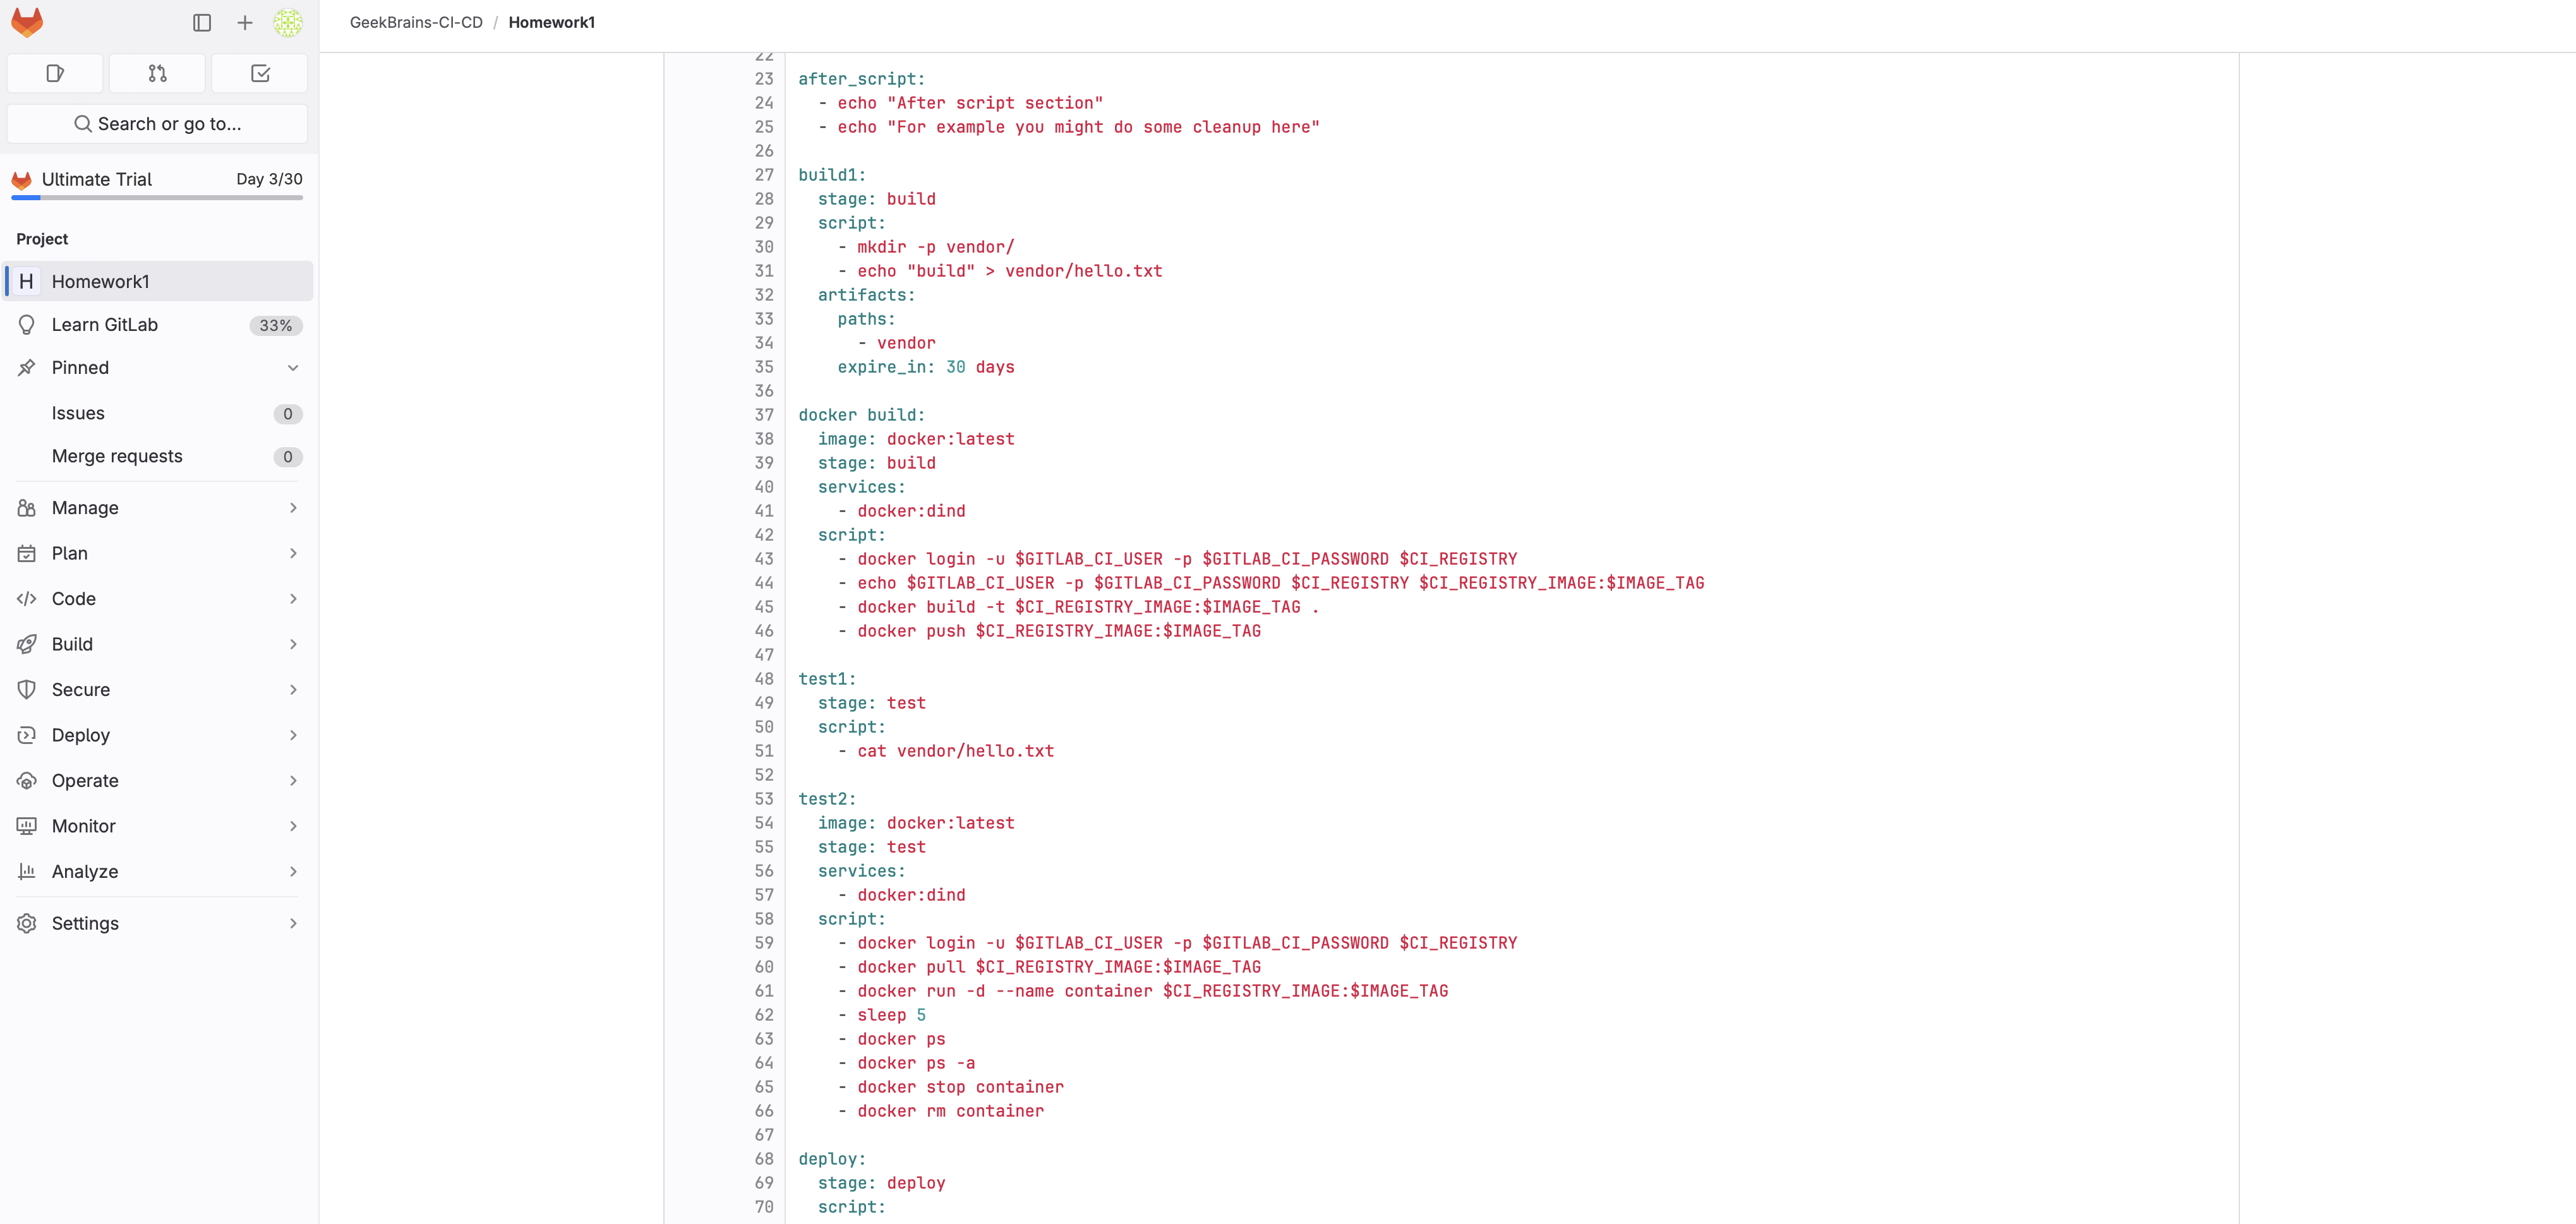 GeekBrains-CI-CD / Homework1
Search or go to...
Ultimate Trial Day 3/30
Project
H Homework1
Learn GitLab 33%
Pinned
Issues 0
Merge requests 0
Manage
Plan
Code
Build
Secure
Deploy
Operate
Monitor
Analyze
Settings
22
23 after_script:
24   - echo "After script section"
25   - echo "For example you might do some cleanup here"
26
27 build1:
28   stage: build
29   script:
30     - mkdir -p vendor/
31     - echo "build" > vendor/hello.txt
32   artifacts:
33     paths:
34       - vendor
35     expire_in: 30 days
36
37 docker build:
38   image: docker:latest
39   stage: build
40   services:
41     - docker:dind
42   script:
43     - docker login -u $GITLAB_CI_USER -p $GITLAB_CI_PASSWORD $CI_REGISTRY
44     - echo $GITLAB_CI_USER -p $GITLAB_CI_PASSWORD $CI_REGISTRY $CI_REGISTRY_IMAGE:$IMAGE_TAG
45     - docker build -t $CI_REGISTRY_IMAGE:$IMAGE_TAG .
46     - docker push $CI_REGISTRY_IMAGE:$IMAGE_TAG
47
48 test1:
49   stage: test
50   script:
51     - cat vendor/hello.txt
52
53 test2:
54   image: docker:latest
55   stage: test
56   services:
57     - docker:dind
58   script:
59     - docker login -u $GITLAB_CI_USER -p $GITLAB_CI_PASSWORD $CI_REGISTRY
60     - docker pull $CI_REGISTRY_IMAGE:$IMAGE_TAG
61     - docker run -d --name container $CI_REGISTRY_IMAGE:$IMAGE_TAG
62     - sleep 5
63     - docker ps
64     - docker ps -a
65     - docker stop container
66     - docker rm container
67
68 deploy:
69   stage: deploy
70   script: